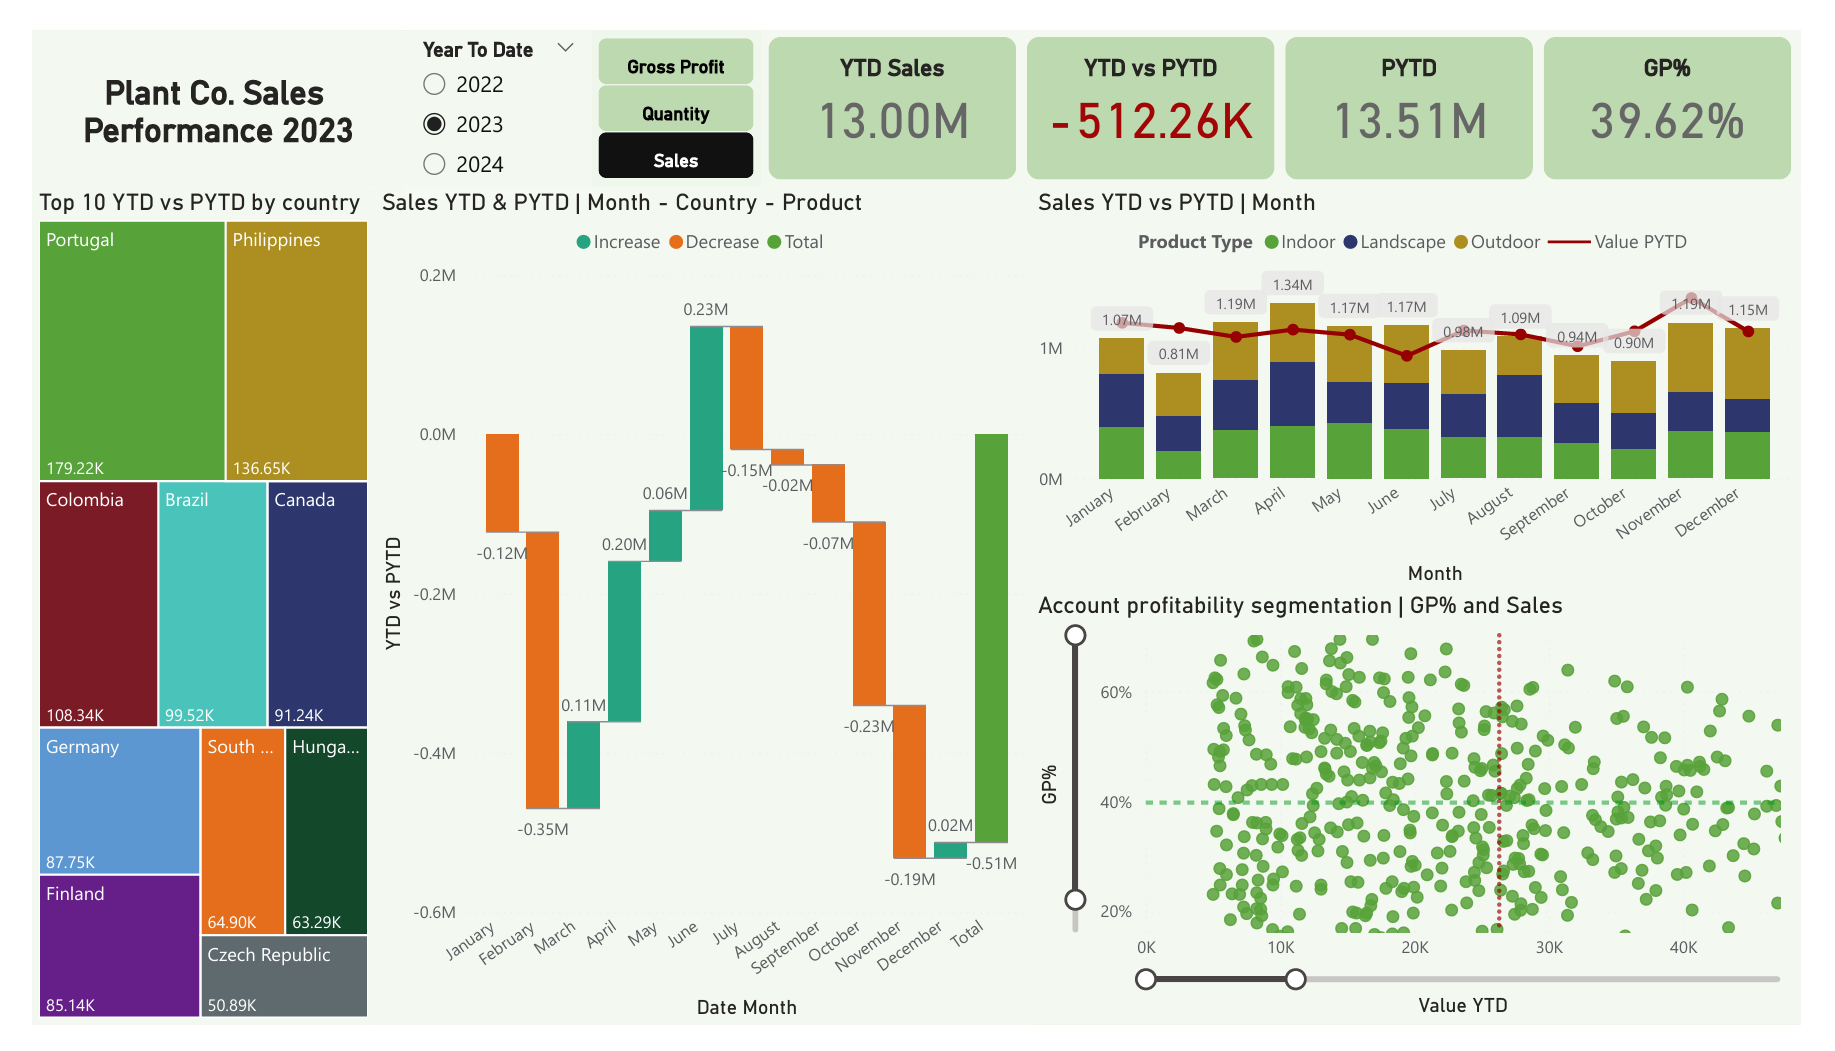 Plant Co. Sales
Performance 2023
Year To Date
2022
2023
2024
Gross Profit
Quantity
Sales
YTD Sales
13.00M
YTD vs PYTD
-512.26K
PYTD
13.51M
GP%
39.62%
Top 10 YTD vs PYTD by country
Portugal
179.22K
Philippines
136.65K
Colombia
108.34K
Brazil
99.52K
Canada
91.24K
Germany
87.75K
South ...
64.90K
Hunga...
63.29K
Finland
85.14K
Czech Republic
50.89K
Sales YTD & PYTD | Month - Country - Product
Increase Decrease Total
YTD vs PYTD
0.2M
0.0M
-0.2M
-0.4M
-0.6M
-0.12M
-0.35M
0.11M
0.20M
0.06M
0.23M
-0.15M
-0.02M
-0.07M
-0.23M
-0.19M
0.02M
-0.51M
January
February
March
April
May
June
July
August
September
October
November
December
Total
Date Month
Sales YTD vs PYTD | Month
Product Type Indoor Landscape Outdoor Value PYTD
1M
0M
1.07M
0.81M
1.19M
1.34M
1.17M
1.17M
0.98M
1.09M
0.94M
0.90M
1.19M
1.15M
January
February
March
April
May
June
July
August
September
October
November
December
Month
Account profitability segmentation | GP% and Sales
GP%
60%
40%
20%
0K
10K
20K
30K
40K
Value YTD